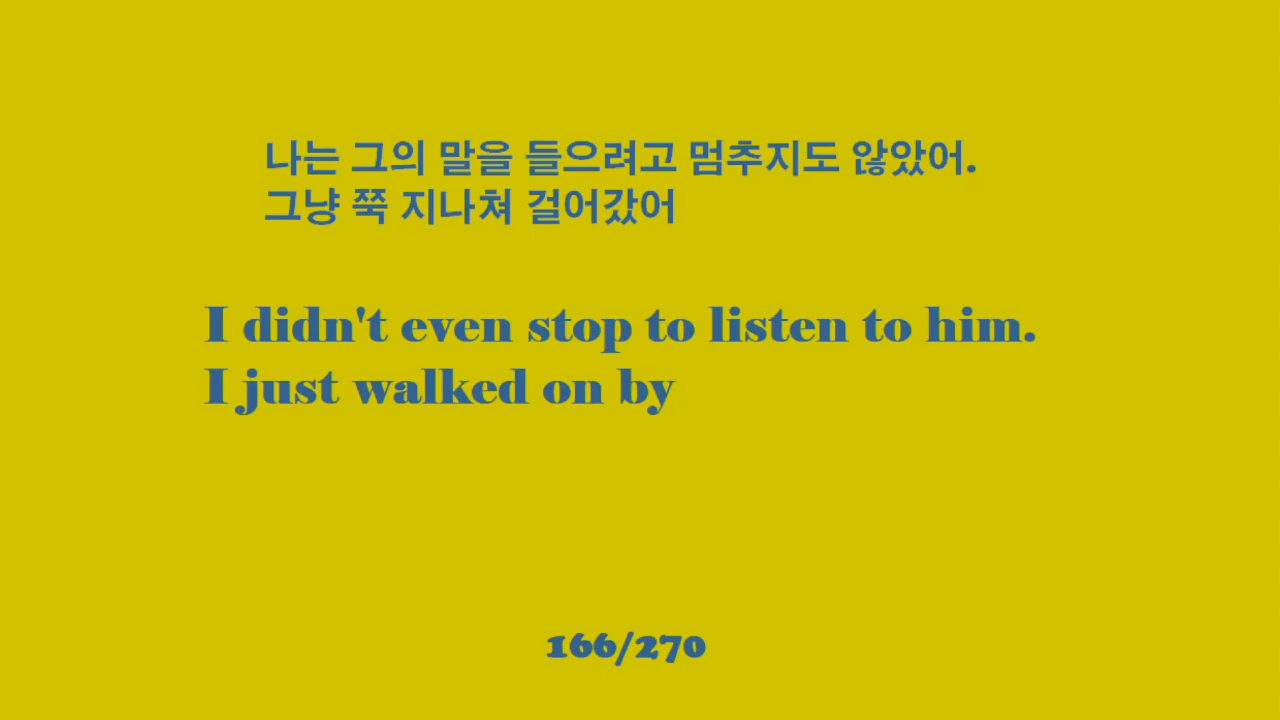 나는 그의 말을 들으려고 멈추지도 않았어.
그냥 쭉 지나쳐 걸어갔어
I didn't even stop to listen to him.
I just walked on by
166/270